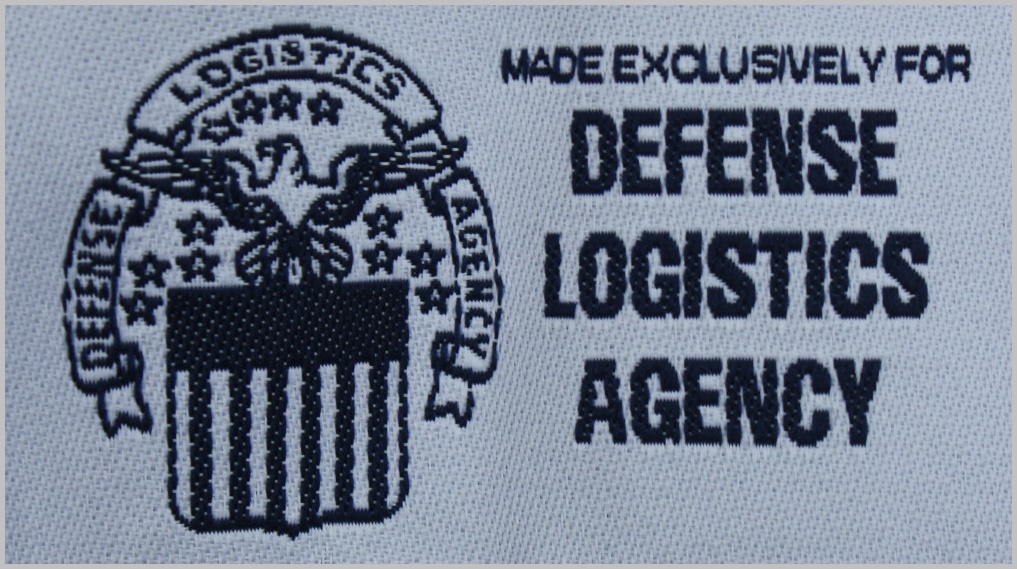 DEFENSE LOGISTICS AGENCY
MADE EXCLUSIVELY FOR
DEFENSE
LOGISTICS
AGENCY